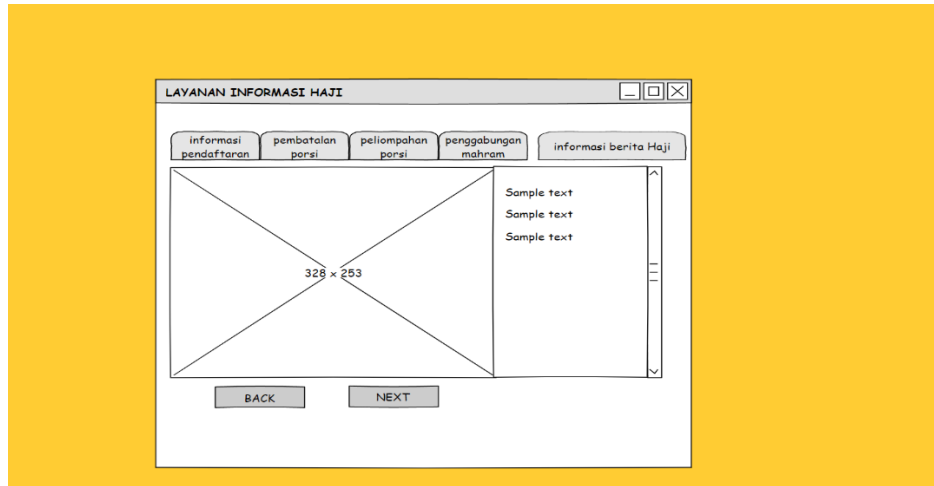 LAYANAN INFORMASI HAJI
informasi
pendaftaran
pembatalan
porsi
peliompahan
porsi
penggabungan
mahram
informasi berita Haji
328 x 253
Sample text
Sample text
Sample text
BACK
NEXT